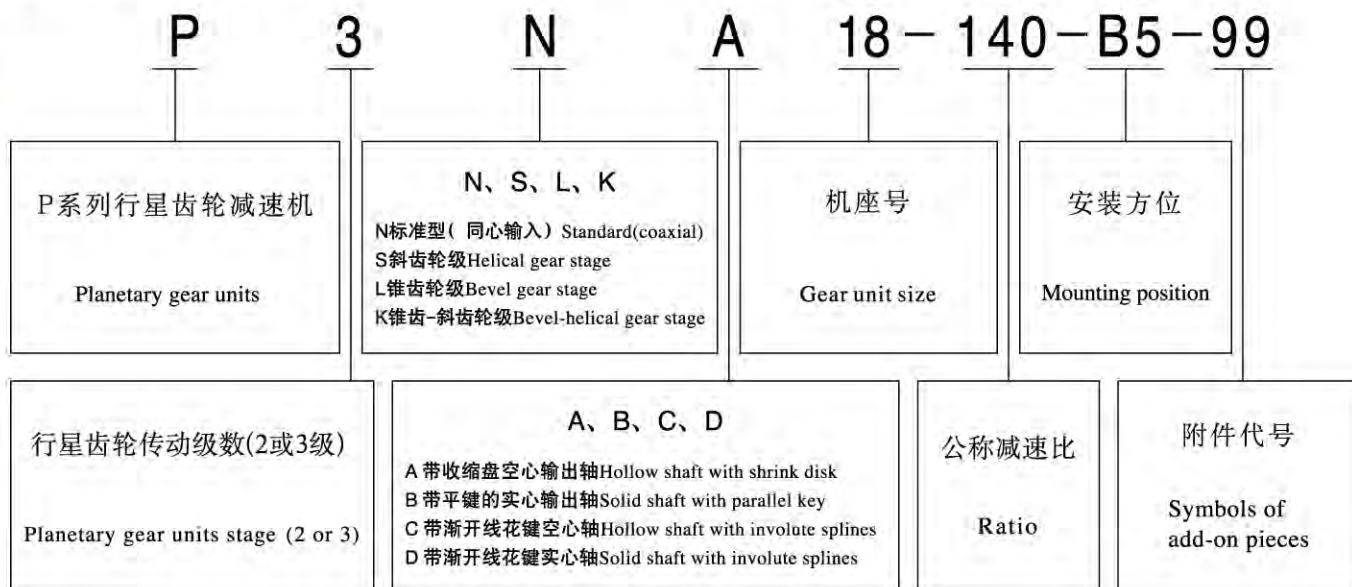 P 3 N A 18-140-B5-99
P系列行星齿轮减速机
Planetary gear units
N、S、L、K
N标准型( 同心输入) Standard(coaxial)
S斜齿轮级Helical gear stage
L锥齿轮级Bevel gear stage
K锥齿-斜齿轮级Bevel-helical gear stage
机座号
Gear unit size
安装方位
Mounting position
行星齿轮传动级数(2或3级)
Planetary gear units stage (2 or 3)
A、B、C、D
A 带收缩盘空心输出轴Hollow shaft with shrink disk
B 带平键的实心输出轴Solid shaft with parallel key
C 带渐开线花键空心轴Hollow shaft with involute splines
D 带渐开线花键实心轴Solid shaft with involute splines
公称减速比
Ratio
附件代号
Symbols of
add-on pieces